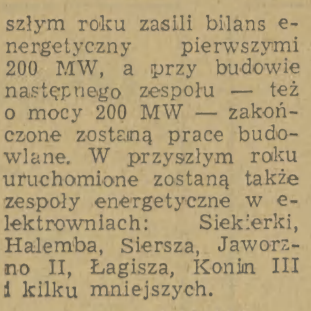 szłym roku zasili bilans e-
nergetyczny pierwszymi
200 MW, a przy budowie
następnego zespołu — też
o mocy 200 MW — zakoń-
czone zostaną prace budo-
wlane. W przyszłym roku
uruchomione zostaną także
zespoły energetyczne w e-
lektrowniach: Siekierki,
Halemba, Siersza, Jaworz-
no II, Łagisza, Konin III
i kilku mniejszych.